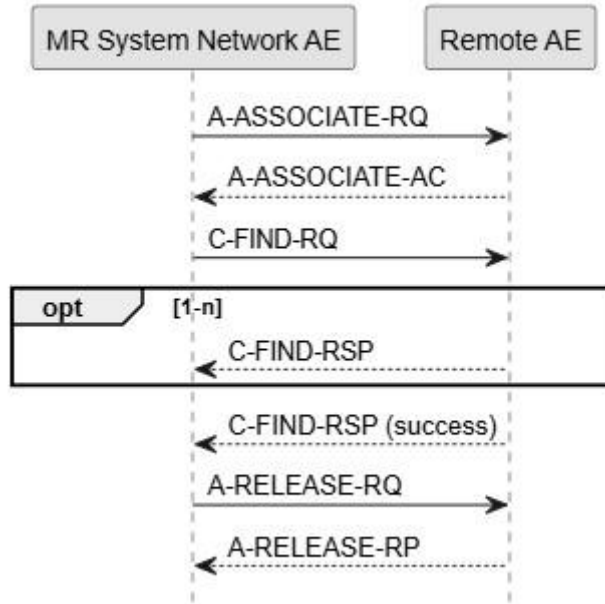 MR System Network AE
Remote AE
A-ASSOCIATE-RQ
A-ASSOCIATE-AC
C-FIND-RQ
opt [1-n]
C-FIND-RSP
C-FIND-RSP (success)
A-RELEASE-RQ
A-RELEASE-RP